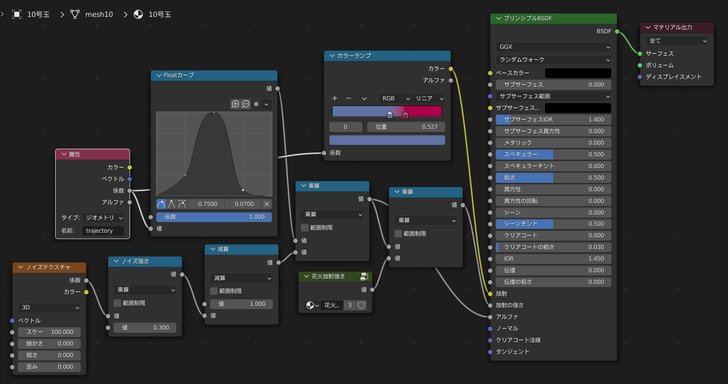 10号玉 > mesh10 > 10号玉
属性
カラー
ベクトル
係数
アルファ
タイプ: ジオメトリ
名前: trajectory
Floatカーブ
値
0.7500 0.0700
係数 1.000
値
カラーランプ
カラー
アルファ
RGB リニア
0 位置 0.527
係数
ノイズテクスチャ
係数
カラー
3D
ベクトル
スケー 100.000
細かさ 0.000
粗さ 0.000
歪み 0.000
ノイズ強さ
値
乗算
範囲制限
値
値 0.300
減算
値
減算
範囲制限
値 1.000
値
乗算
値
乗算
範囲制限
値
値
乗算
値
乗算
範囲制限
値
値
花火放射強さ
値
花火... 3
プリンシプルBSDF
BSDF
GGX
ランダムウォーク
ベースカラー
サブサーフェス 0.000
サブサーフェス範囲
サブサーフェス...
サブサーフェスIOR 1.400
サブサーフェス異方性 0.000
メタリック 0.000
スペキュラー 0.500
スペキュラーチント 0.000
粗さ 0.500
異方性 0.000
異方性の回転 0.000
シーン 0.000
シーンチント 0.500
クリアコート 0.000
クリアコートの粗さ 0.030
IOR 1.450
伝播 0.000
伝播の粗さ 0.000
放射
放射の強さ
アルファ
ノーマル
クリアコート法線
タンジェント
マテリアル出力
全て
サーフェス
ボリューム
ディスプレイスメント